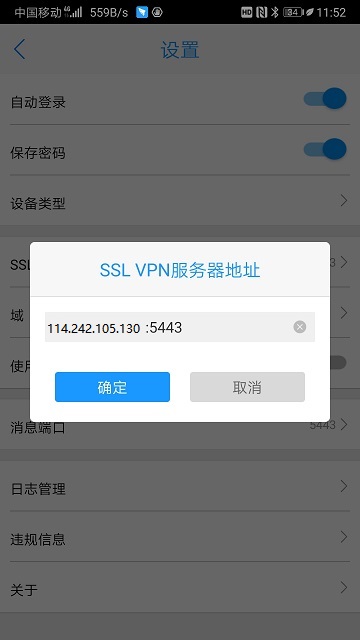 中国移动 4G 559B/s HD 34 11:52
设置
自动登录
保存密码
设备类型
SSL VPN服务器地址
SSL 3
114.242.105.130 :5443
域
使用
确定 取消
消息端口 5443
日志管理
违规信息
关于